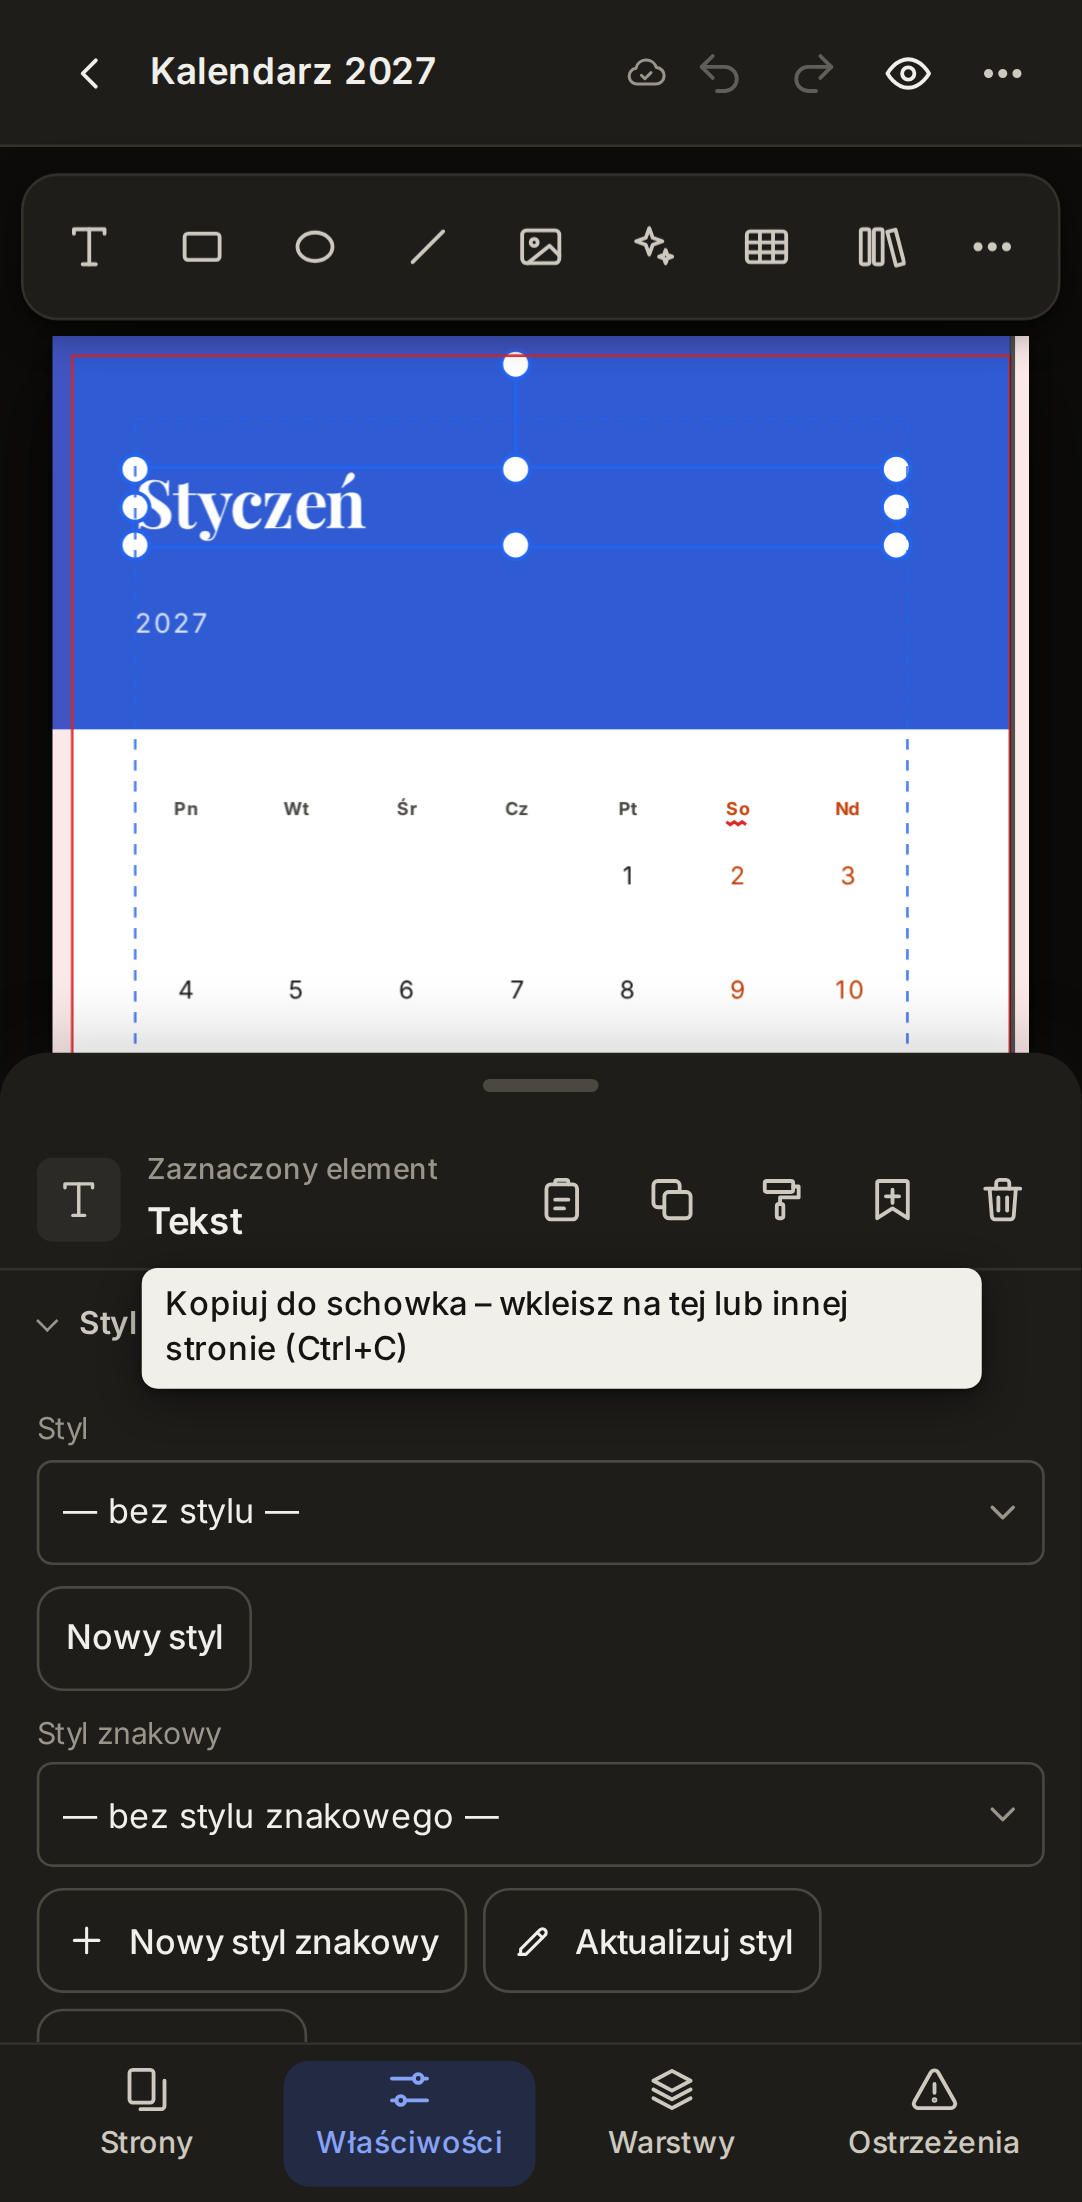 Kalendarz 2027
Styczeń
2027
Pn Wt Śr Cz Pt So Nd
1 2 3
4 5 6 7 8 9 10
Zaznaczony element
Tekst
Styl
Kopiuj do schowka – wkleisz na tej lub innej
stronie (Ctrl+C)
Styl
— bez stylu —
Nowy styl
Styl znakowy
— bez stylu znakowego —
Nowy styl znakowy
Aktualizuj styl
Strony
Właściwości
Warstwy
Ostrzeżenia